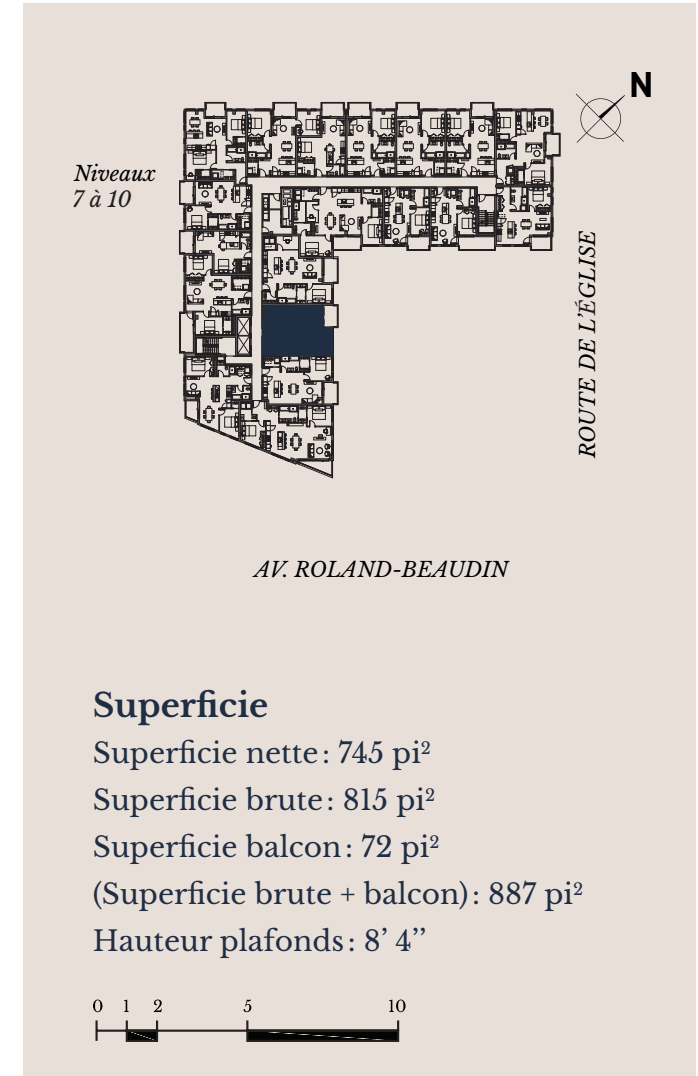 N
Niveaux
7 à 10
ROUTE DE L'ÉGLISE
AV. ROLAND-BEAUDIN
Superficie
Superficie nette : 745 pi²
Superficie brute : 815 pi²
Superficie balcon : 72 pi²
(Superficie brute + balcon) : 887 pi²
Hauteur plafonds : 8’ 4’’
0 1 2 5 10